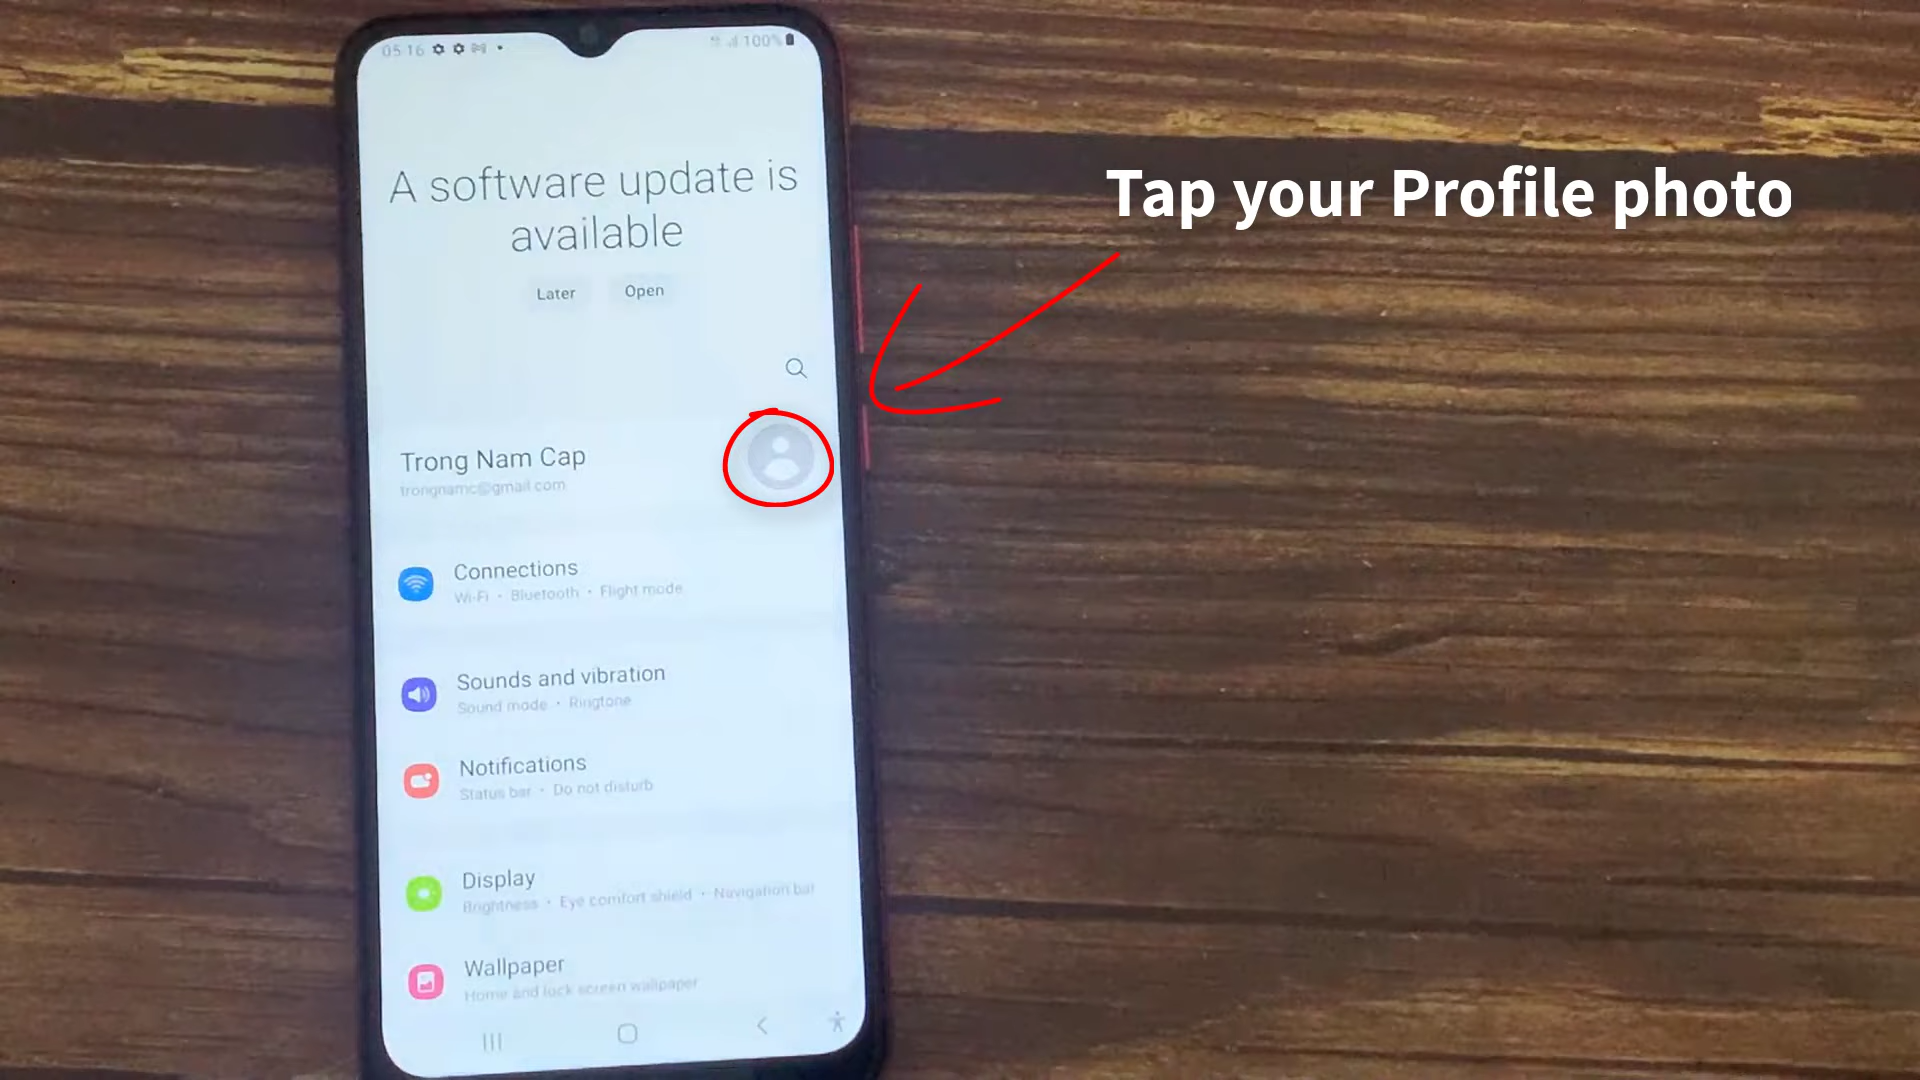 05:16
100%
A software update is
available
Later
Open
Tap your Profile photo
Trong Nam Cap
trongnamc@gmail.com
Connections
Wi-Fi • Bluetooth • Flight mode
Sounds and vibration
Sound mode • Ringtone
Notifications
Status bar • Do not disturb
Display
Brightness • Eye comfort shield • Navigation bar
Wallpaper
Home and lock screen wallpaper